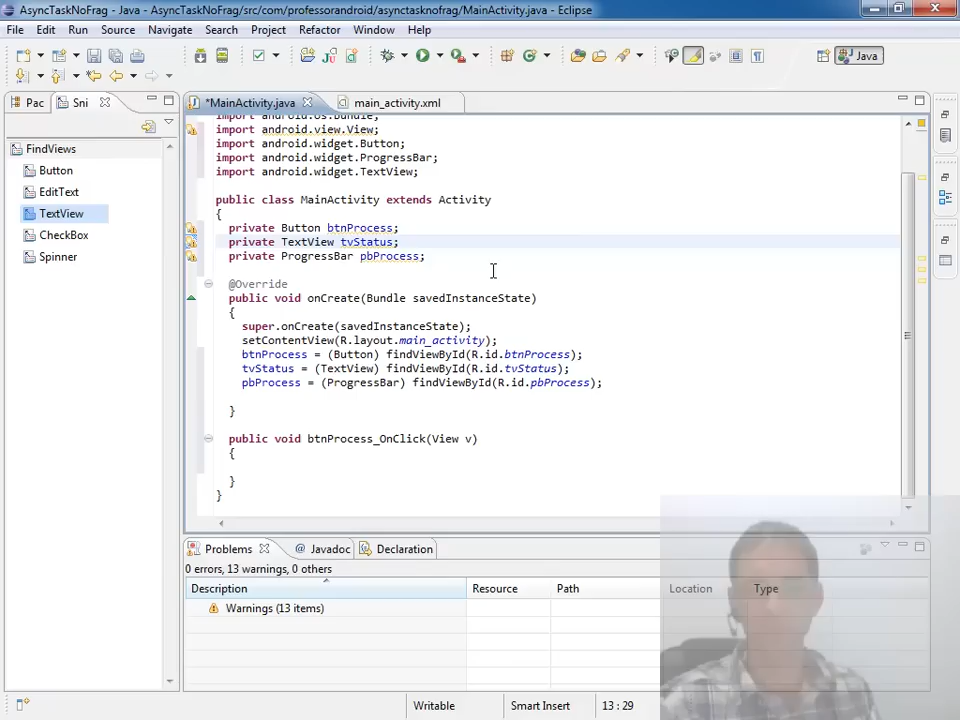 AsyncTaskNoFrag - Java - AsyncTaskNoFrag/src/com/professorandroid/asynctasknofrag/MainActivity.java - Eclipse
File Edit Run Source Navigate Search Project Refactor Window Help
Java
Pac Sni
*MainActivity.java main_activity.xml
FindViews
Button
EditText
TextView
CheckBox
Spinner
import android.os.Bundle;
import android.view.View;
import android.widget.Button;
import android.widget.ProgressBar;
import android.widget.TextView;
public class MainActivity extends Activity
{
private Button btnProcess;
private TextView tvStatus;
private ProgressBar pbProcess;
@Override
public void onCreate(Bundle savedInstanceState)
{
super.onCreate(savedInstanceState);
setContentView(R.layout.main_activity);
btnProcess = (Button) findViewById(R.id.btnProcess);
tvStatus = (TextView) findViewById(R.id.tvStatus);
pbProcess = (ProgressBar) findViewById(R.id.pbProcess);
}
public void btnProcess_OnClick(View v)
{
}
}
Problems @ Javadoc Declaration
0 errors, 13 warnings, 0 others
Description Resource Path Location Type
Warnings (13 items)
Writable Smart Insert 13 : 29